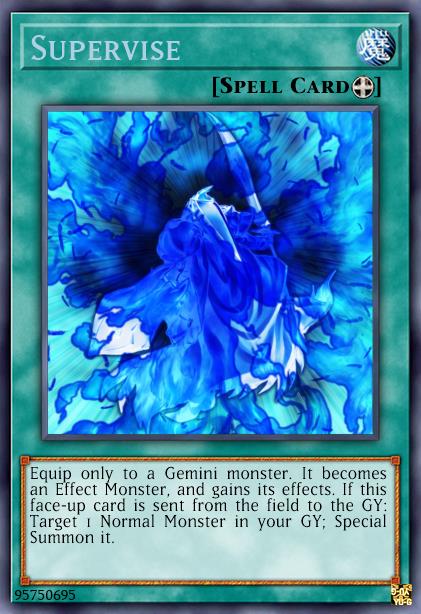 SUPERVISE
魔
[SPELL CARD]
Equip only to a Gemini monster. It becomes
an Effect Monster, and gains its effects. If this
face-up card is sent from the field to the GY:
Target 1 Normal Monster in your GY; Special
Summon it.
95750695